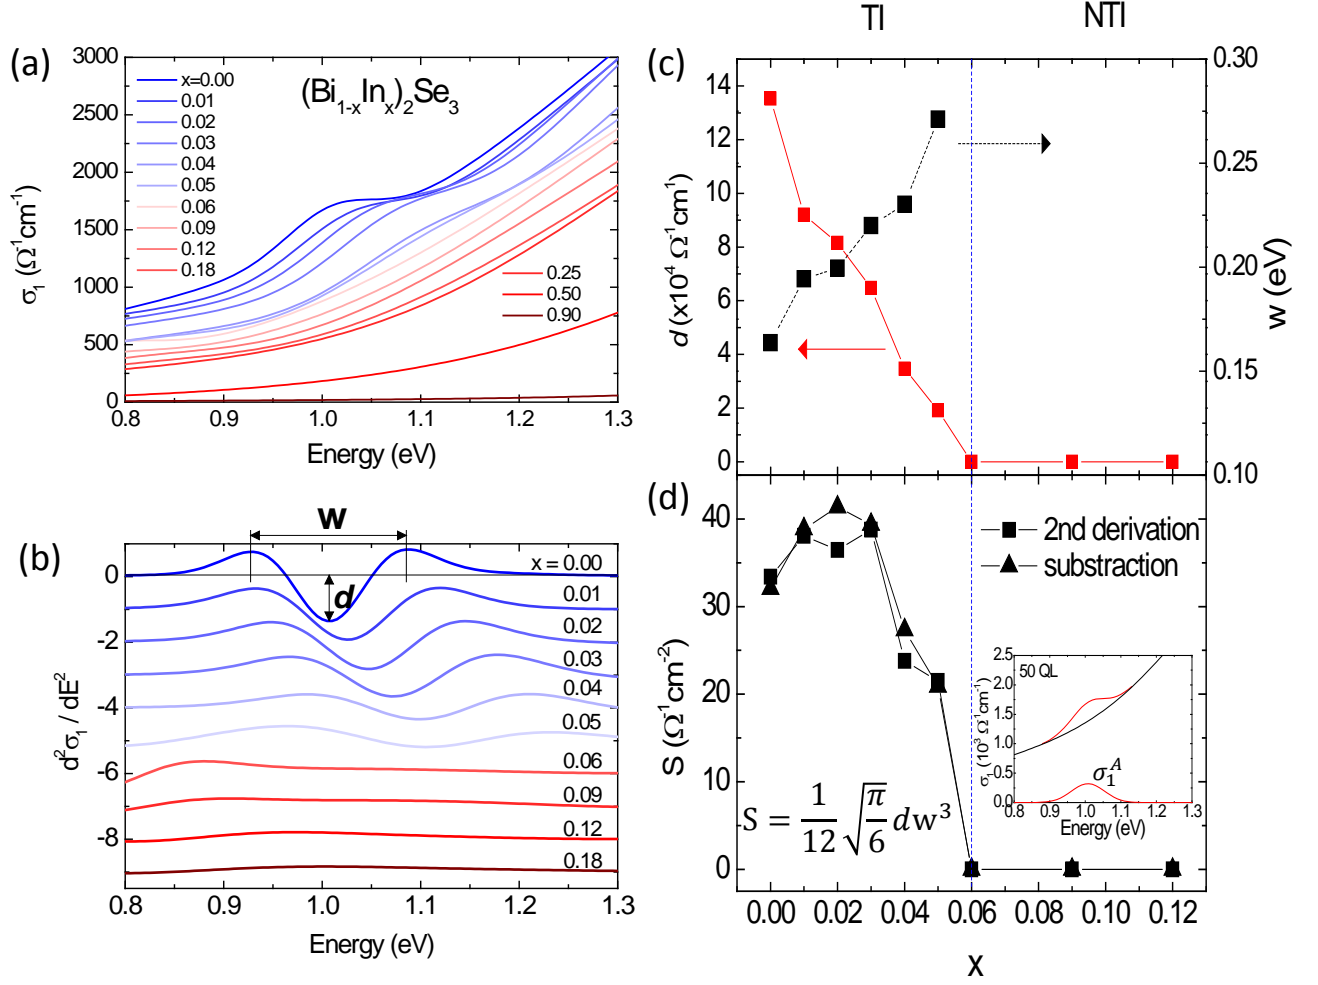 TI NTI
(a)
3000
2500
2000
1500
1000
500
0
σ₁ (Ω⁻¹cm⁻¹)
x=0.00
0.01
0.02
0.03
0.04
0.05
0.06
0.09
0.12
0.18
(Bi₁₋ₓInₓ)₂Se₃
0.25
0.50
0.90
0.8 0.9 1.0 1.1 1.2 1.3
Energy (eV)
(b)
w
d
0
-2
-4
-6
-8
d²σ₁ / dE²
x = 0.00
0.01
0.02
0.03
0.04
0.05
0.06
0.09
0.12
0.18
0.8 0.9 1.0 1.1 1.2 1.3
Energy (eV)
(c)
14
12
10
8
6
4
2
0
d (x10⁴ Ω⁻¹cm¹)
0.30
0.25
0.20
0.15
0.10
w (eV)
(d)
40
30
20
10
0
S (Ω⁻¹cm⁻²)
2nd derivation
substraction
S = 1/12 √(π/6) dw³
50 QL
2.5
2.0
1.5
1.0
0.5
0.0
σ₁ (10³ Ω⁻¹cm⁻¹)
σ₁ᴬ
0.8 0.9 1.0 1.1 1.2 1.3
Energy (eV)
0.00 0.02 0.04 0.06 0.08 0.10 0.12
X